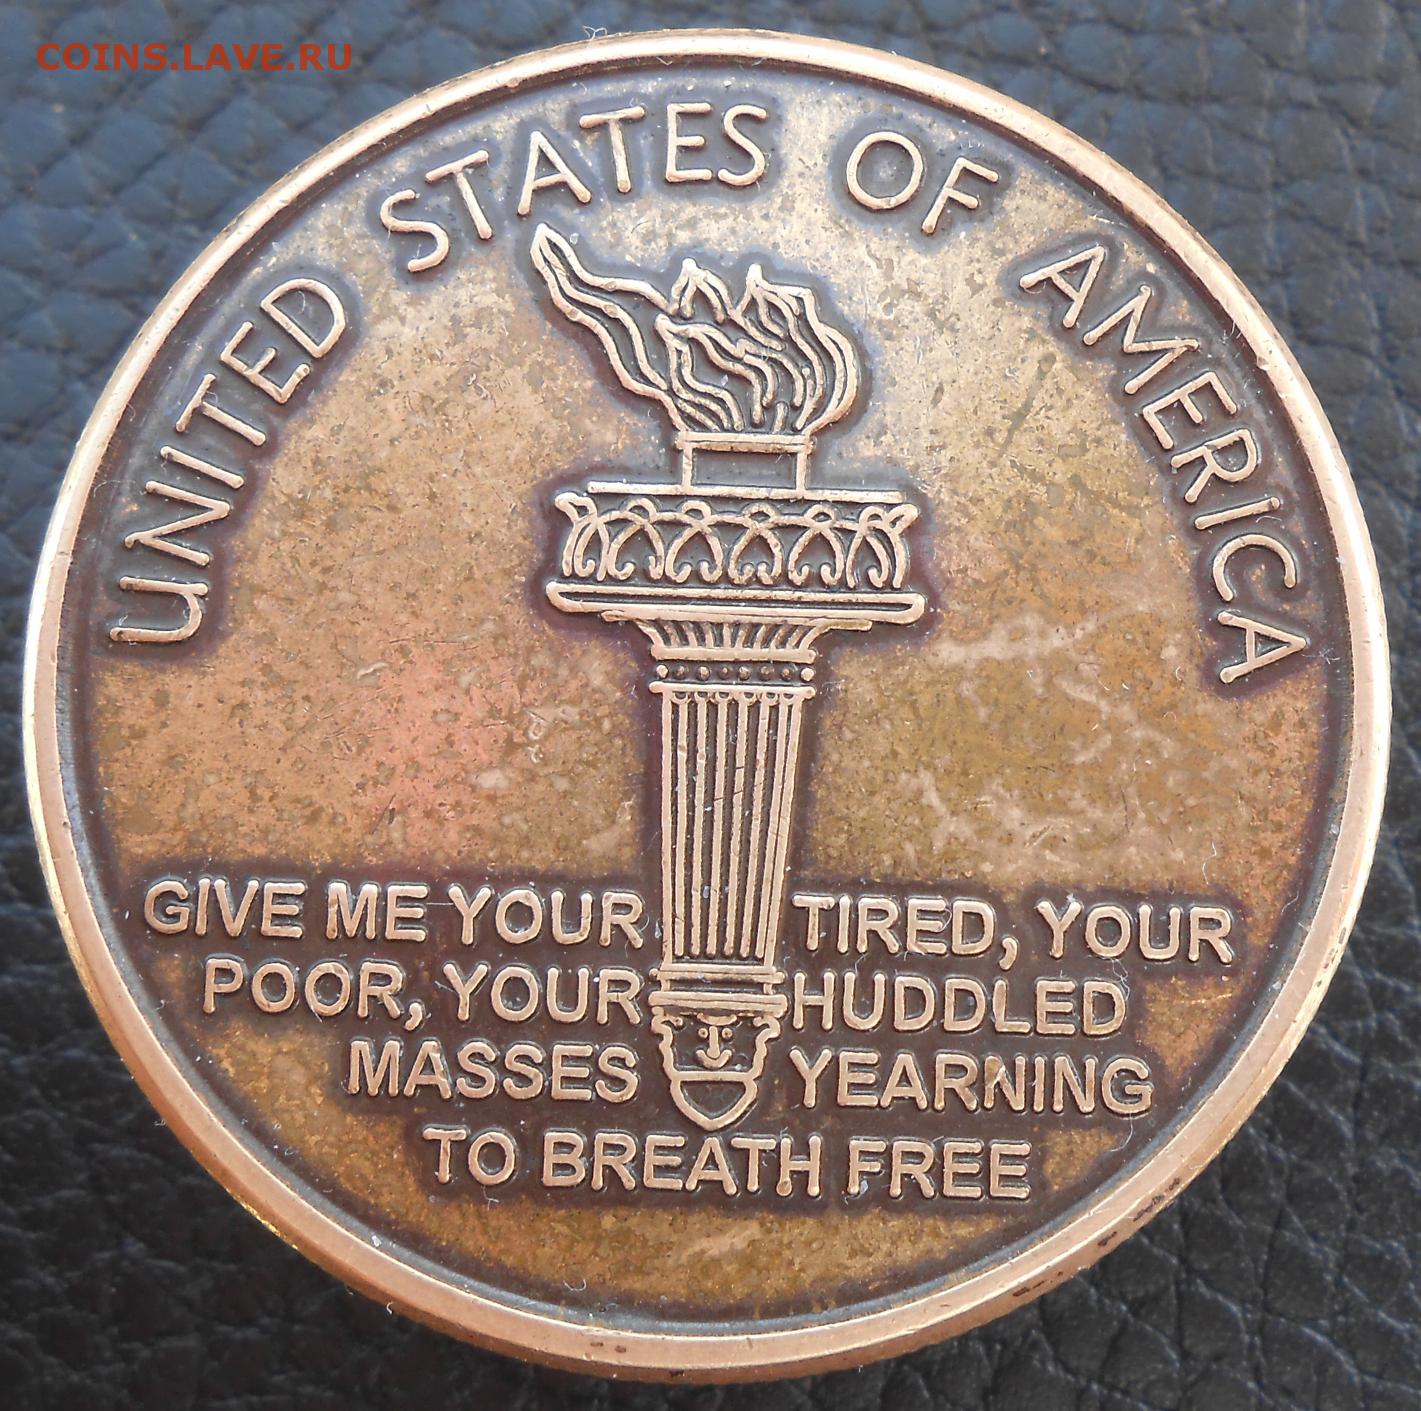 COINS.LAVE.RU
UNITED STATES OF AMERICA
GIVE ME YOUR TIRED, YOUR
POOR, YOUR HUDDLED
MASSES YEARNING
TO BREATH FREE